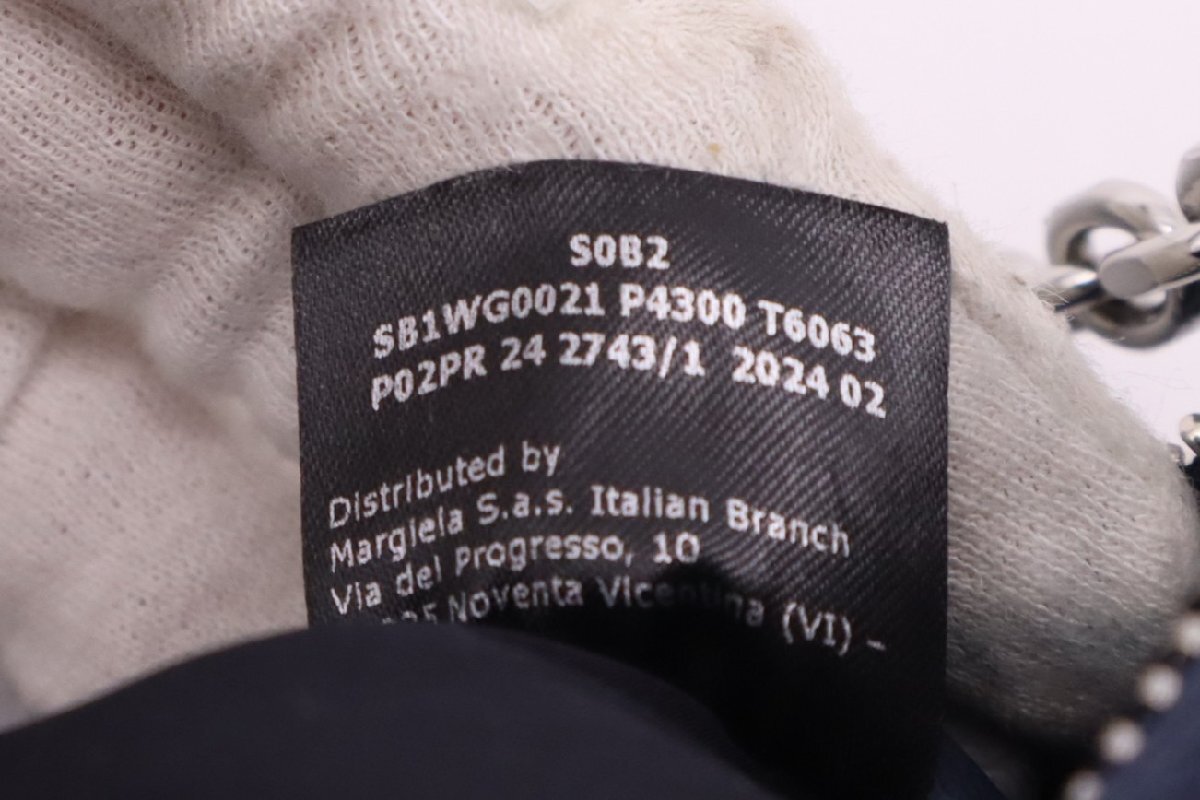 S0B2
SB1WG0021 P4300 T6063
P02PR 24 2743/1 2024 02
Distributed by
Margiela S.a.s. Italian Branch
Via del Progresso, 10
Noventa Vicentina (VI) -